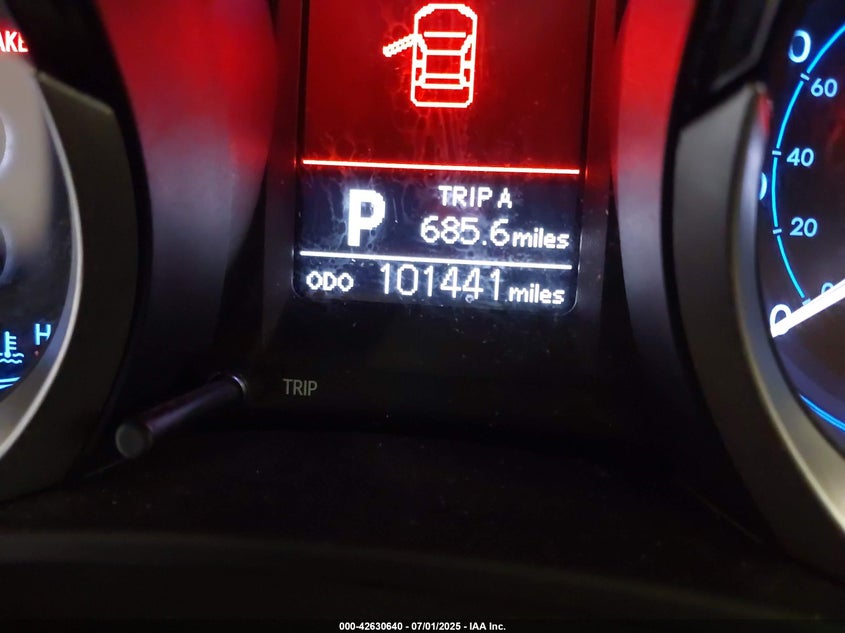 AKE
P
TRIP A
685.6 miles
ODO 101441 miles
TRIP
H
60
40
20
0
000-42630640 - 07/01/2025 - IAA Inc.